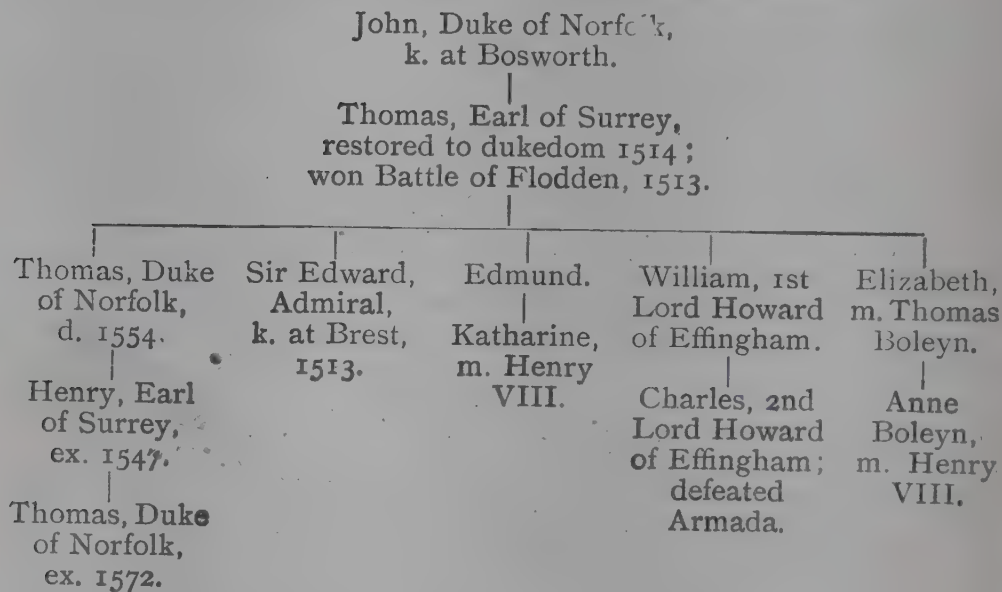 John, Duke of Norfolk,
k. at Bosworth.
Thomas, Earl of Surrey,
restored to dukedom 1514;
won Battle of Flodden, 1513.
Thomas, Duke
of Norfolk,
d. 1554.
Henry, Earl
of Surrey,
ex. 1547.
Thomas, Duke
of Norfolk,
ex. 1572.
Sir Edward,
Admiral,
k. at Brest,
1513.
Edmund.
Katharine,
m. Henry
VIII.
William, 1st
Lord Howard
of Effingham.
Charles, 2nd
Lord Howard
of Effingham;
defeated
Armada.
Elizabeth,
m. Thomas
Boleyn.
Anne
Boleyn,
m. Henry
VIII.